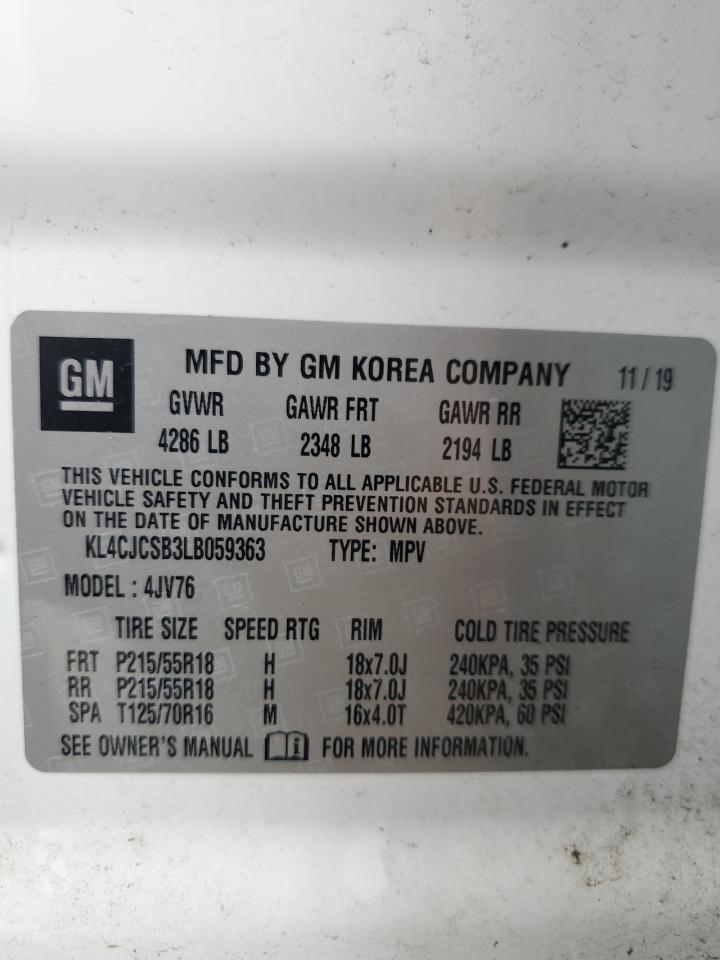 GM MFD BY GM KOREA COMPANY 11/19
GVWR GAWR FRT GAWR RR
4286 LB 2348 LB 2194 LB
THIS VEHICLE CONFORMS TO ALL APPLICABLE U.S. FEDERAL MOTOR
VEHICLE SAFETY AND THEFT PREVENTION STANDARDS IN EFFECT
ON THE DATE OF MANUFACTURE SHOWN ABOVE.
KL4CJCSB3LB059363 TYPE: MPV
MODEL : 4JV76
TIRE SIZE SPEED RTG RIM COLD TIRE PRESSURE
FRT P215/55R18 H 18x7.0J 240KPA, 35 PSI
RR P215/55R18 H 18x7.0J 240KPA, 35 PSI
SPA T125/70R16 M 16x4.0T 420KPA, 60 PSI
SEE OWNER'S MANUAL i FOR MORE INFORMATION.